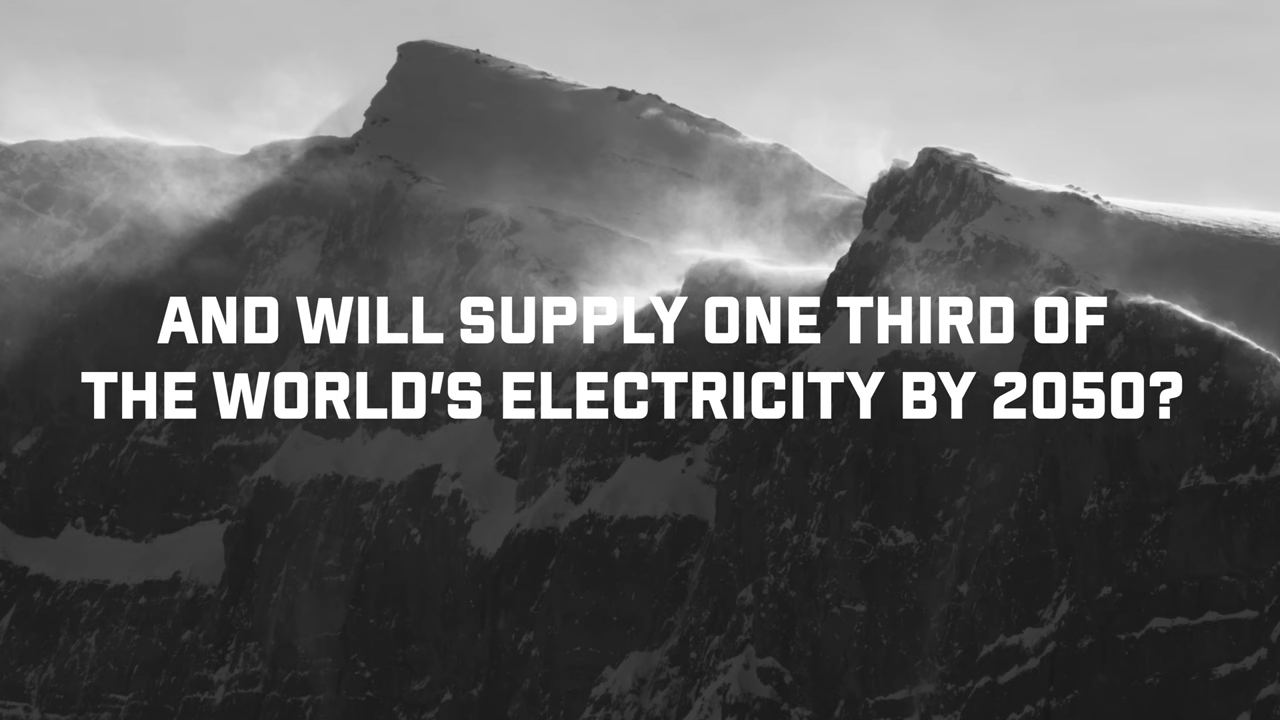 AND WILL SUPPLY ONE THIRD OF
THE WORLD'S ELECTRICITY BY 2050?